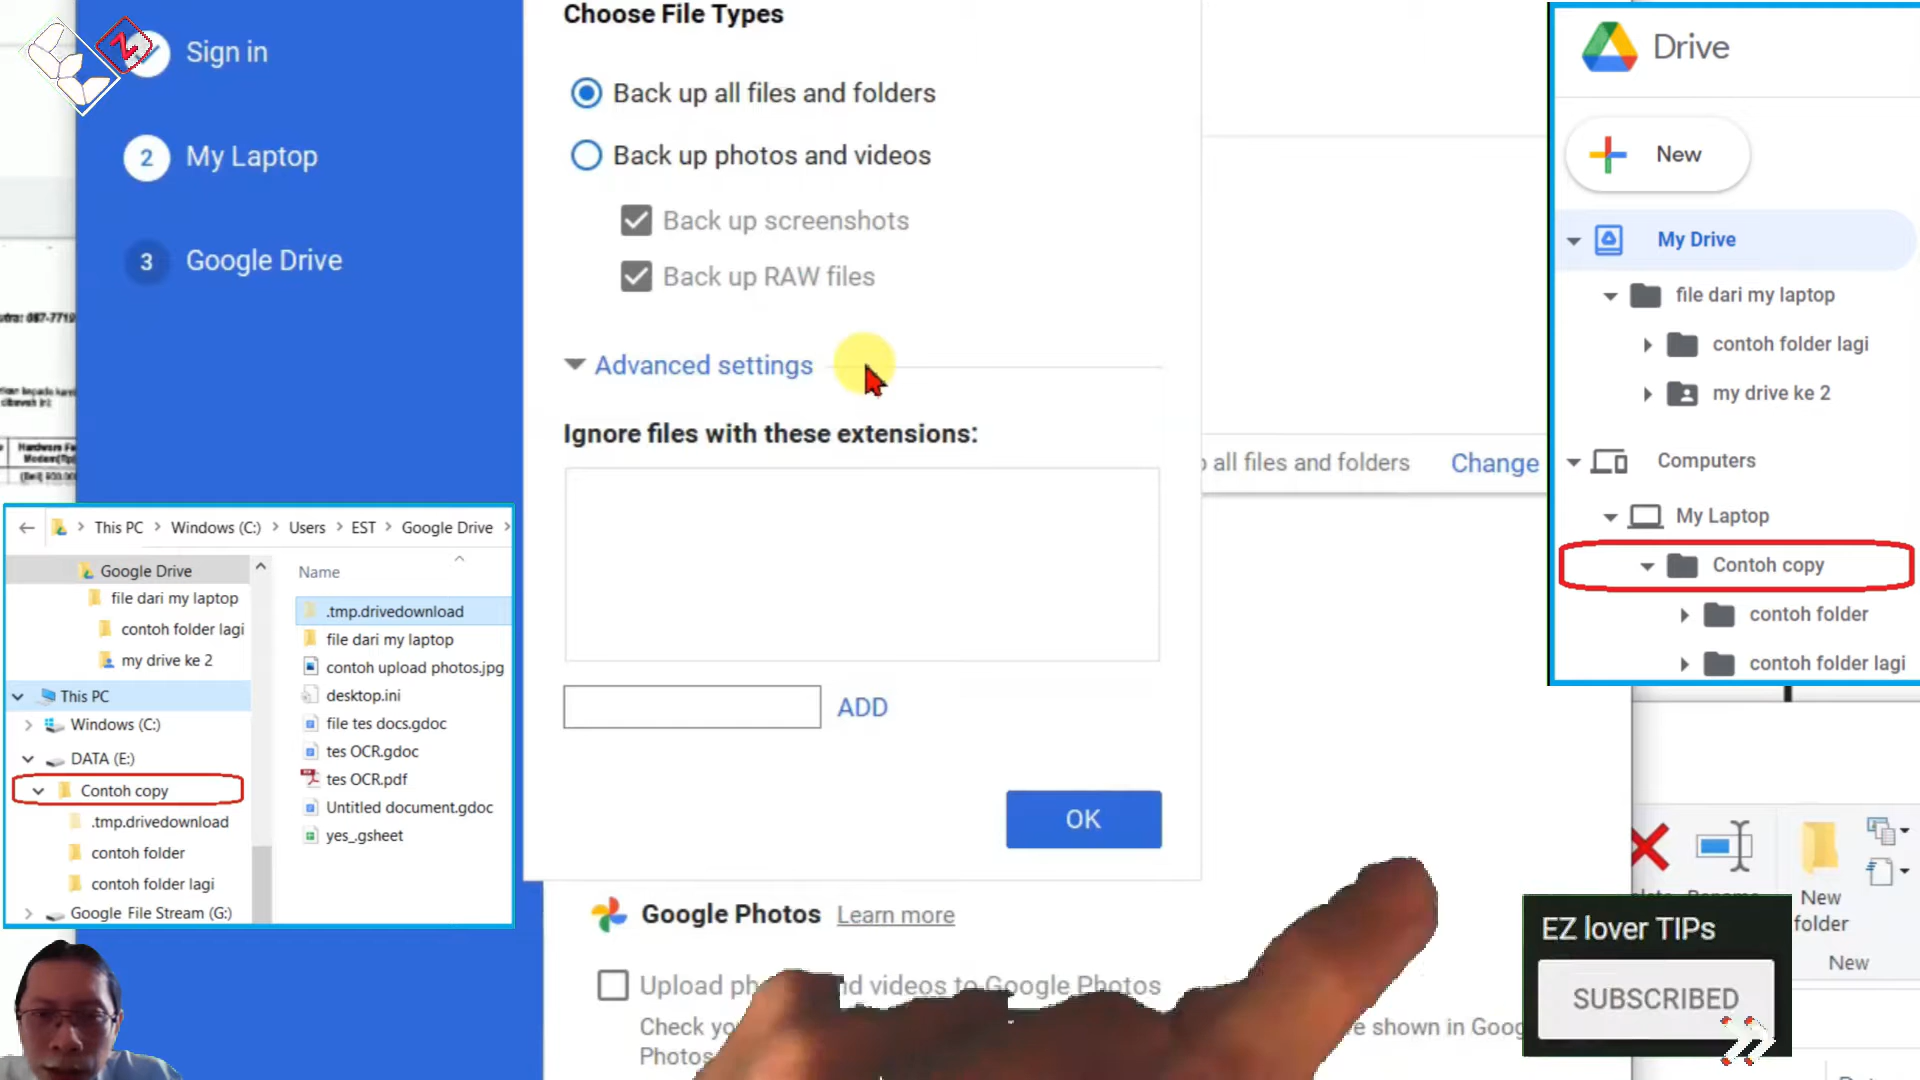 Sign in
2 My Laptop
3 Google Drive
Choose File Types
Back up all files and folders
Back up photos and videos
Back up screenshots
Back up RAW files
Advanced settings
Ignore files with these extensions:
ADD
OK
all files and folders Change
Google Photos Learn more
and videos to Google Photos
Photos
Drive
New
My Drive
file dari my laptop
contoh folder lagi
my drive ke 2
Computers
My Laptop
Contoh copy
contoh folder
contoh folder lagi
This PC Windows (C:) Users EST Google Drive
Google Drive
file dari my laptop
contoh folder lagi
my drive ke 2
This PC
Windows (C:)
DATA (E:)
Contoh copy
.tmp.drivedownload
contoh folder
contoh folder lagi
Google File Stream (G:)
Name
.tmp.drivedownload
file dari my laptop
contoh upload photos.jpg
desktop.ini
file tes docs.gdoc
tes OCR.gdoc
tes OCR.pdf
Untitled document.gdoc
yes_.gsheet
New
folder
New
EZ lover TIPs
SUBSCRIBED